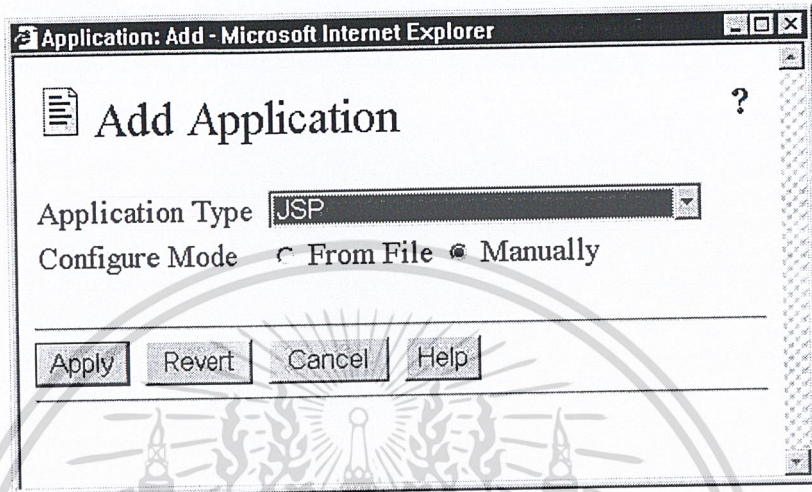 Application: Add - Microsoft Internet Explorer
Add Application
?
Application Type JSP
Configure Mode From File Manually
Apply Revert Cancel Help